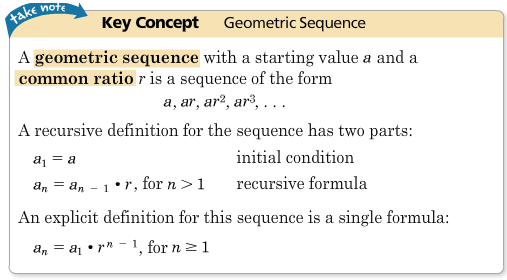 take note
Key Concept Geometric Sequence
A geometric sequence with a starting value a and a
common ratio r is a sequence of the form
a, ar, ar², ar³, . . .
A recursive definition for the sequence has two parts:
a₁ = a initial condition
aₙ = aₙ ₋ ₁ • r, for n > 1 recursive formula
An explicit definition for this sequence is a single formula:
aₙ = a₁ • rⁿ ⁻ ¹, for n ≥ 1